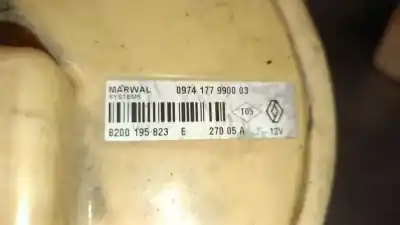 MARWAL 0974 177 9900 03
SYSTEMS
105
8200 195 823 E 270 05 A 12V